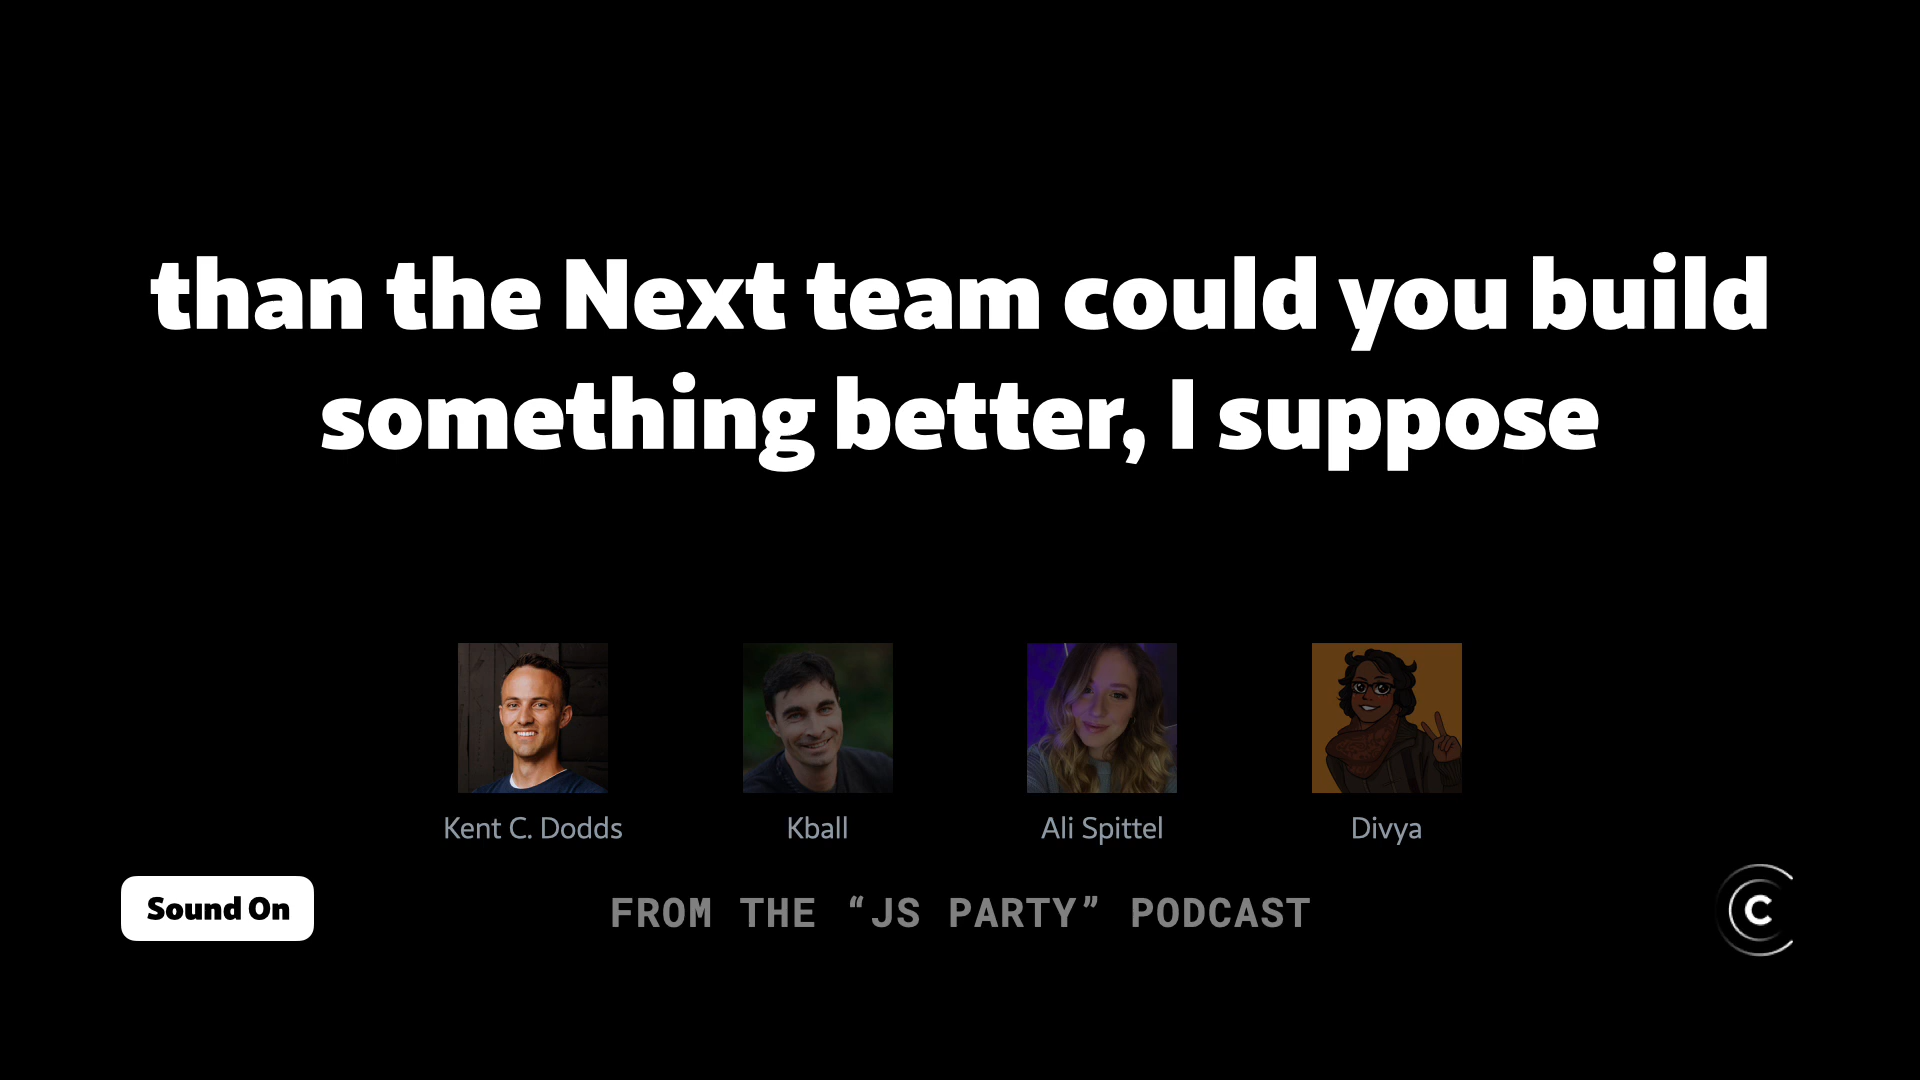 than the Next team could you build
something better, I suppose
Kent C. Dodds
Kball
Ali Spittel
Divya
Sound On
FROM THE “JS PARTY” PODCAST
C